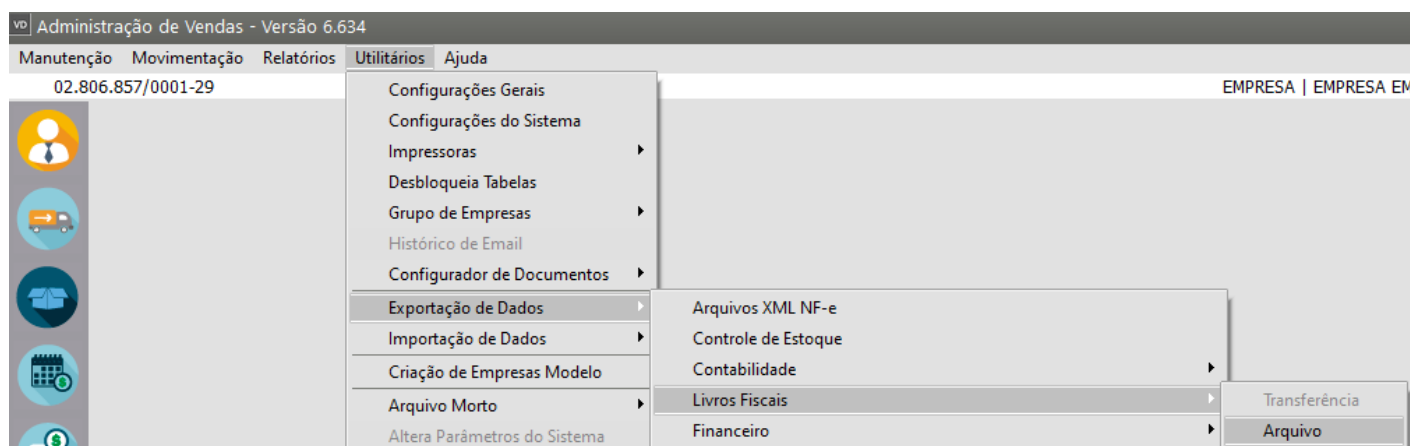 VD Administração de Vendas - Versão 6.634
Manutenção Movimentação Relatórios Utilitários Ajuda
02.806.857/0001-29 EMPRESA | EMPRESA EM
Configurações Gerais
Configurações do Sistema
Impressoras
Desbloqueia Tabelas
Grupo de Empresas
Histórico de Email
Configurador de Documentos
Exportação de Dados
Importação de Dados
Criação de Empresas Modelo
Arquivo Morto
Altera Parâmetros do Sistema
Arquivos XML NF-e
Controle de Estoque
Contabilidade
Livros Fiscais
Financeiro
Transferência
Arquivo